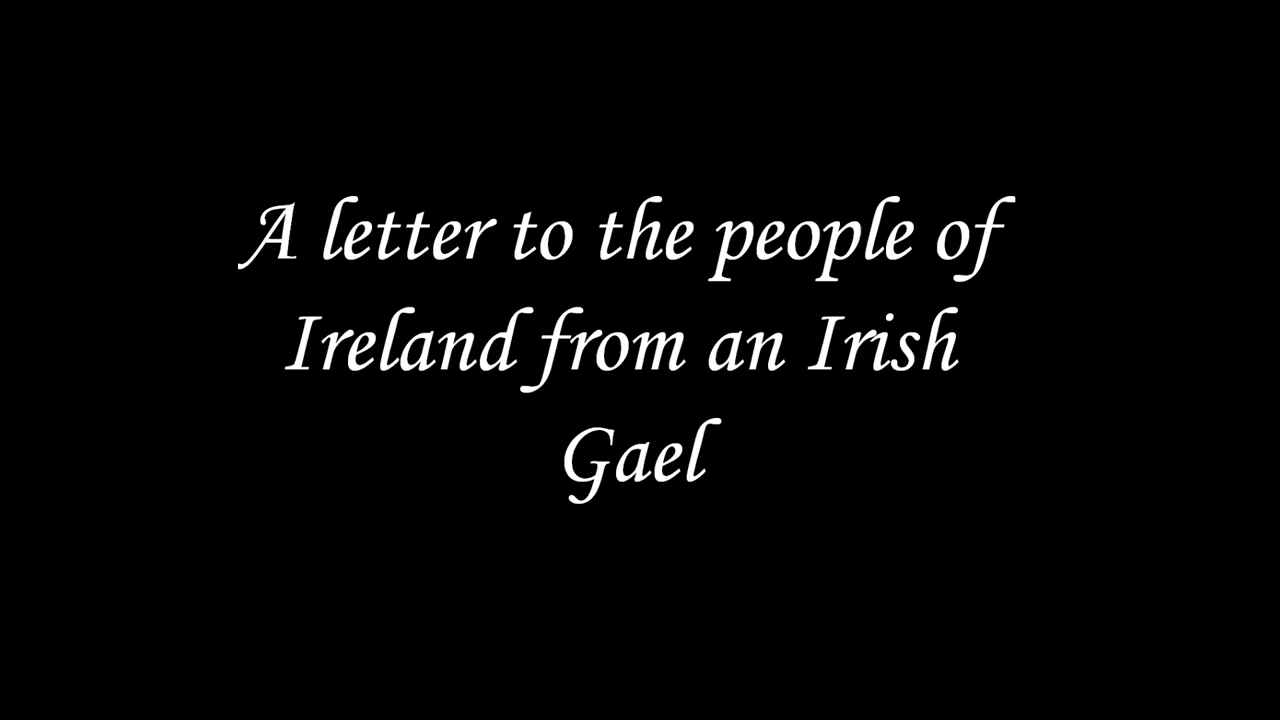 A letter to the people of
Ireland from an Irish
Gael